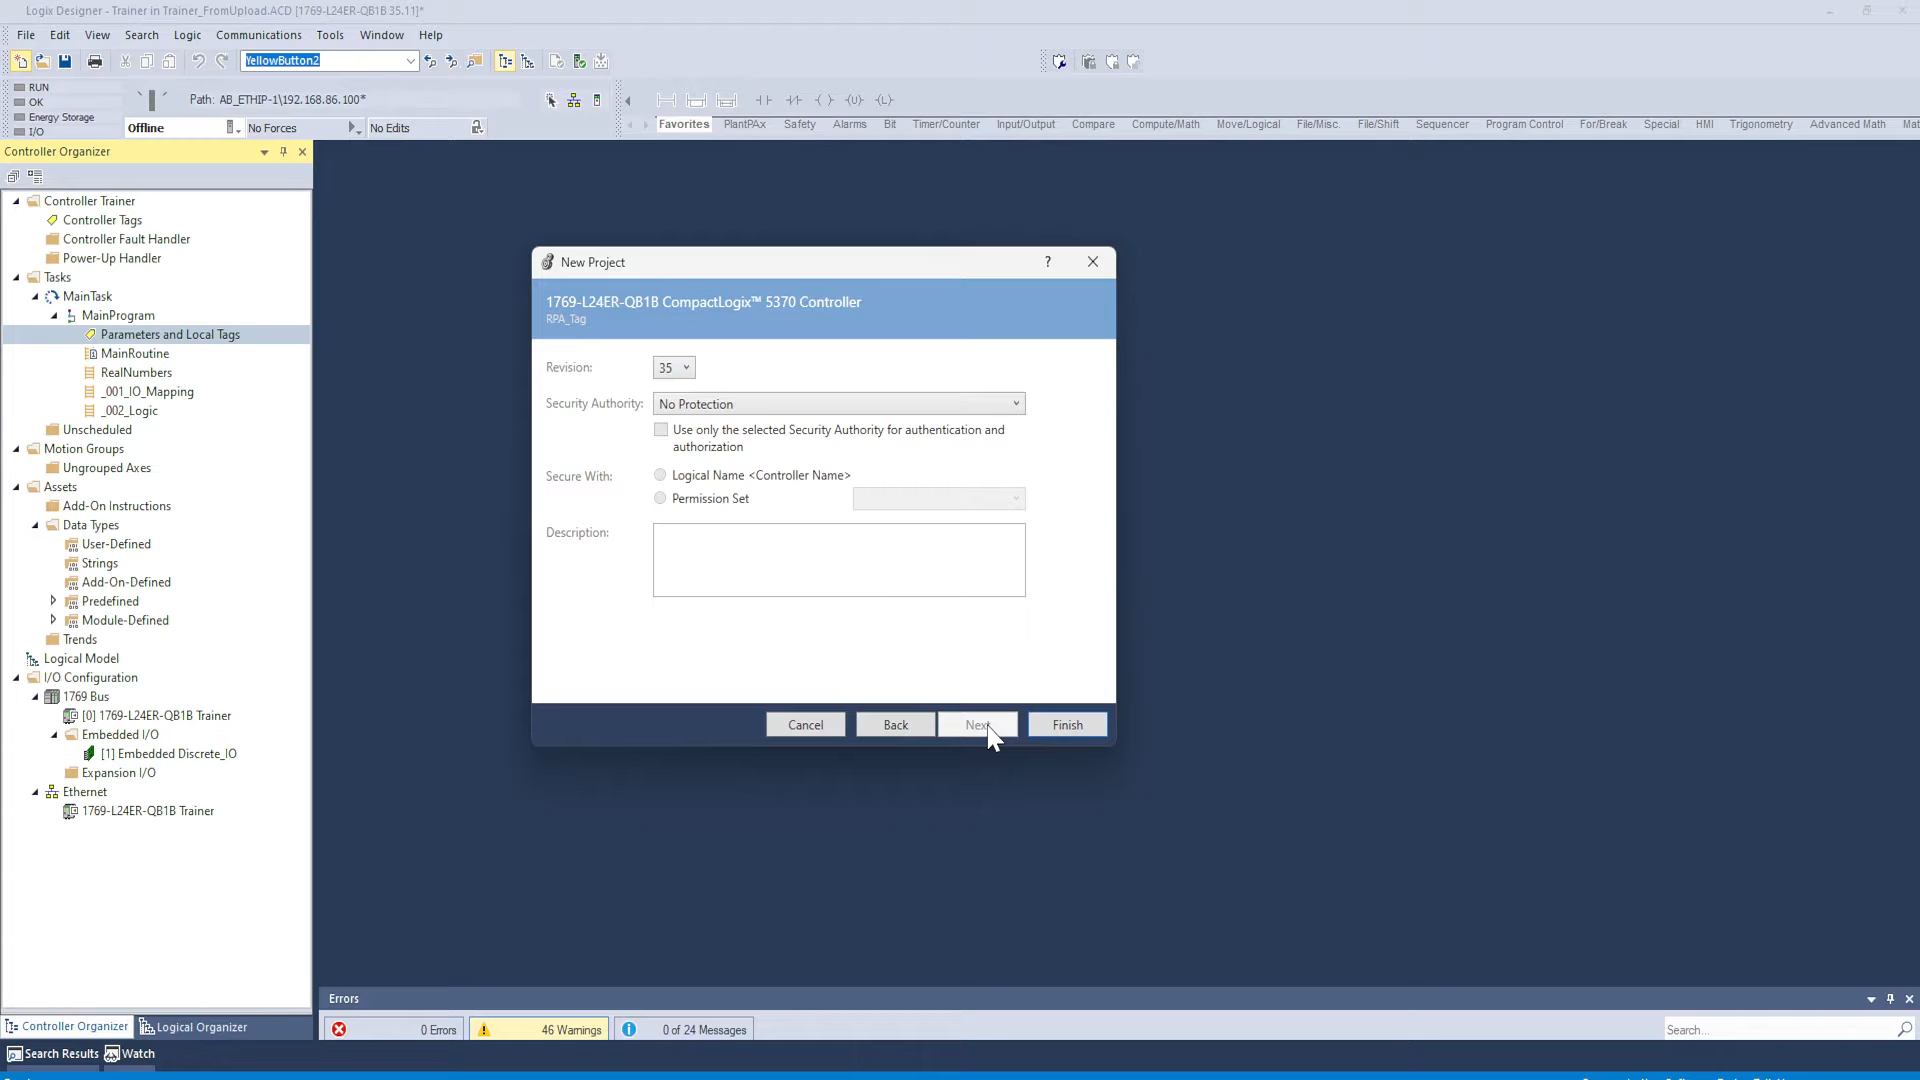 Logix Designer - Trainer in Trainer_FromUpload.ACD [1769-L24ER-QB1B 35.11]*
File Edit View Search Logic Communications Tools Window Help
YellowButton2
RUN
OK
Energy Storage
I/O
Path: AB_ETHIP-1\192.168.86.100*
Offline No Forces No Edits
Favorites PlantPAx Safety Alarms Bit Timer/Counter Input/Output Compare Compute/Math Move/Logical File/Misc. File/Shift Sequencer Program Control For/Break Special HMI Trigonometry Advanced Math
Controller Organizer
Controller Trainer
Controller Tags
Controller Fault Handler
Power-Up Handler
Tasks
MainTask
MainProgram
Parameters and Local Tags
MainRoutine
RealNumbers
_001_IO_Mapping
_002_Logic
Unscheduled
Motion Groups
Ungrouped Axes
Assets
Add-On Instructions
Data Types
User-Defined
Strings
Add-On-Defined
Predefined
Module-Defined
Trends
Logical Model
I/O Configuration
1769 Bus
[0] 1769-L24ER-QB1B Trainer
Embedded I/O
[1] Embedded Discrete_IO
Expansion I/O
Ethernet
1769-L24ER-QB1B Trainer
Controller Organizer Logical Organizer
Search Results Watch
New Project ?
1769-L24ER-QB1B CompactLogix™ 5370 Controller
RPA_Tag
Revision: 35
Security Authority: No Protection
Use only the selected Security Authority for authentication and
authorization
Secure With: Logical Name <Controller Name>
Permission Set
Description:
Cancel Back Next Finish
Errors
0 Errors 46 Warnings 0 of 24 Messages Search...